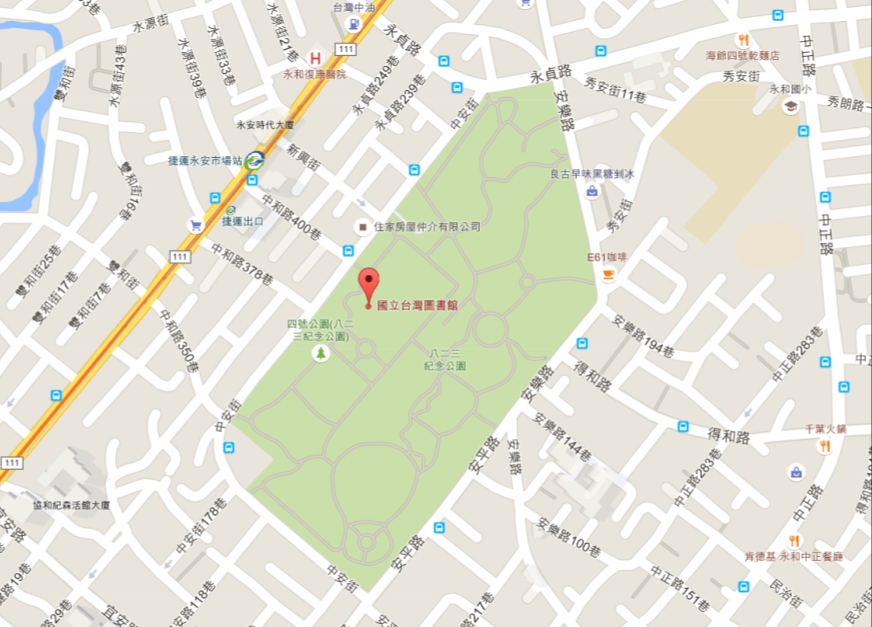 台灣中油
水源街
水源街43巷
水源街39巷
水源街33巷
水源街21巷
雙和街
111
永貞路
永和復康醫院
永貞路249巷
永貞路239巷
永貞路
安樂路
中安街
秀安街11巷
海爺四號乾麵店
秀安街
中正路
永和國小
秀朗路一
永安時代大廈
捷運永安市場站
新興街
捷運出口
中和路400巷
住家房屋仲介有限公司
良古早味黑糖剉冰
秀安街
中正路
雙和街19巷
111
中和路378巷
雙和街25巷
雙和街17巷
雙和街7巷
雙和街
E61咖啡
國立台灣圖書館
四號公園(八二
三紀念公園)
八二三
紀念公園
中和路350巷
安樂路194巷
中正路283巷
得和路
安樂路
中安街
得和路
千葉火鍋
安樂路144巷
安樂路
安平路
中正路283巷
111
協和紀森活館大廈
中安街178巷
中正路
安樂路100巷
安平路
肯德基 永和中正餐廳
中安街
中正路151巷
民治街
宜安路
中安街118巷